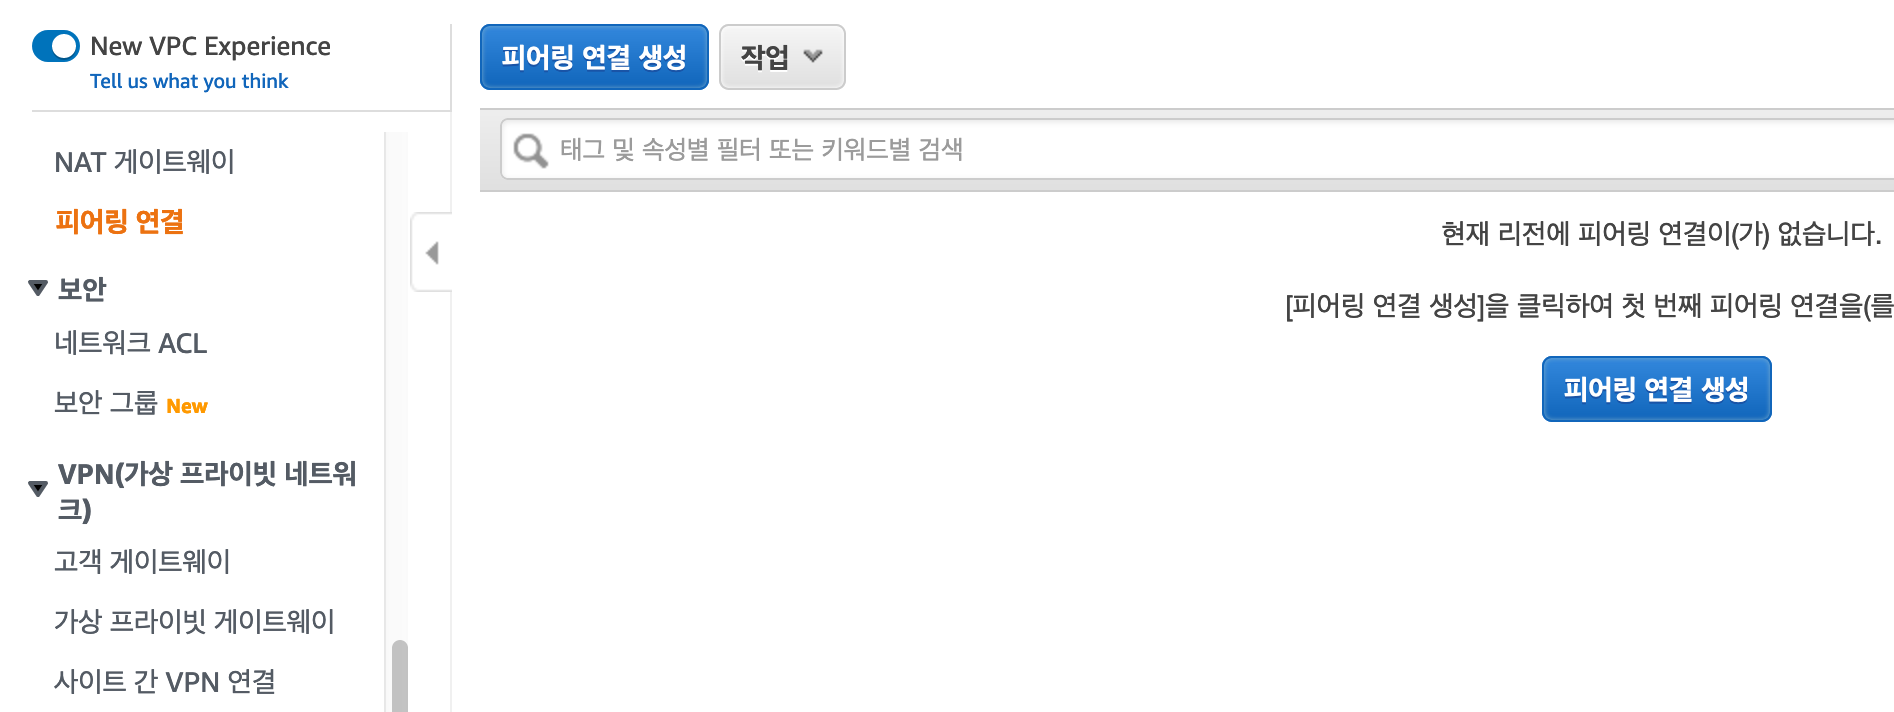 New VPC Experience
Tell us what you think
NAT 게이트웨이
피어링 연결
보안
네트워크 ACL
보안 그룹 New
VPN(가상 프라이빗 네트워
크)
고객 게이트웨이
가상 프라이빗 게이트웨이
사이트 간 VPN 연결
피어링 연결 생성
작업
태그 및 속성별 필터 또는 키워드별 검색
현재 리전에 피어링 연결이(가) 없습니다.
[피어링 연결 생성]을 클릭하여 첫 번째 피어링 연결을(를
피어링 연결 생성